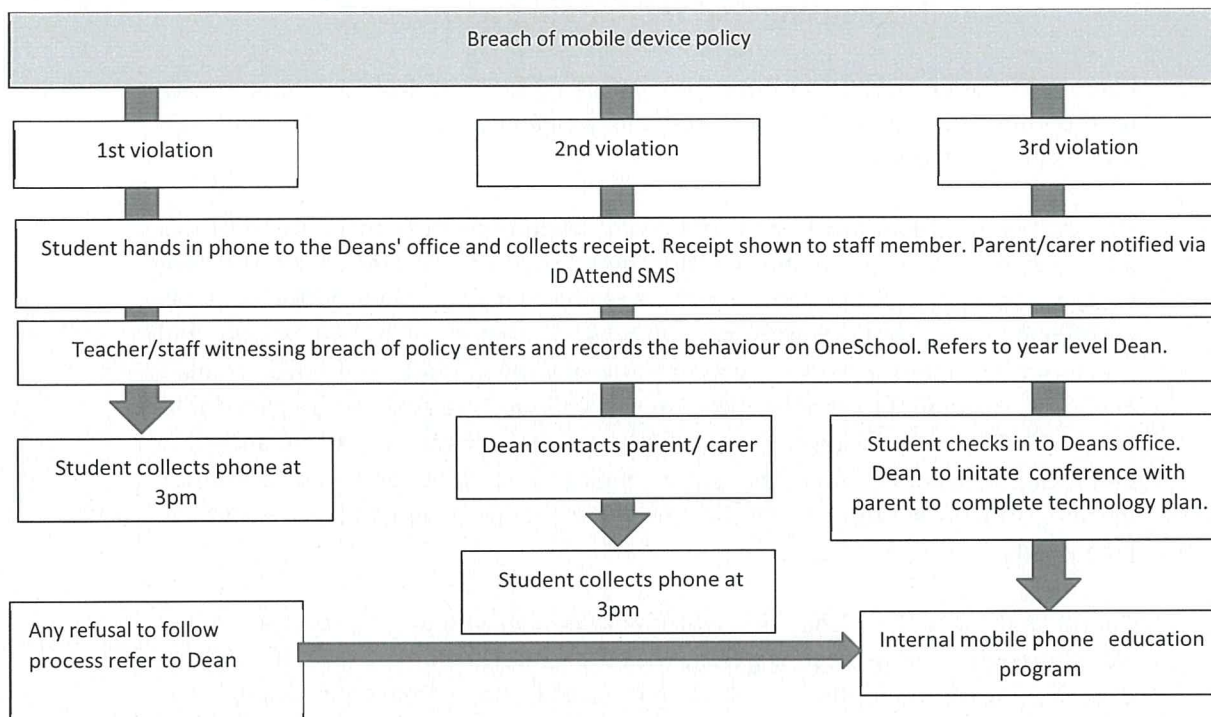 Breach of mobile device policy
1st violation
2nd violation
3rd violation
Student hands in phone to the Deans' office and collects receipt. Receipt shown to staff member. Parent/carer notified via
ID Attend SMS
Teacher/staff witnessing breach of policy enters and records the behaviour on OneSchool. Refers to year level Dean.
Student collects phone at
3pm
Dean contacts parent/ carer
Student checks in to Deans office.
Dean to initate conference with
parent to complete technology plan.
Student collects phone at
3pm
Any refusal to follow
process refer to Dean
Internal mobile phone education
program